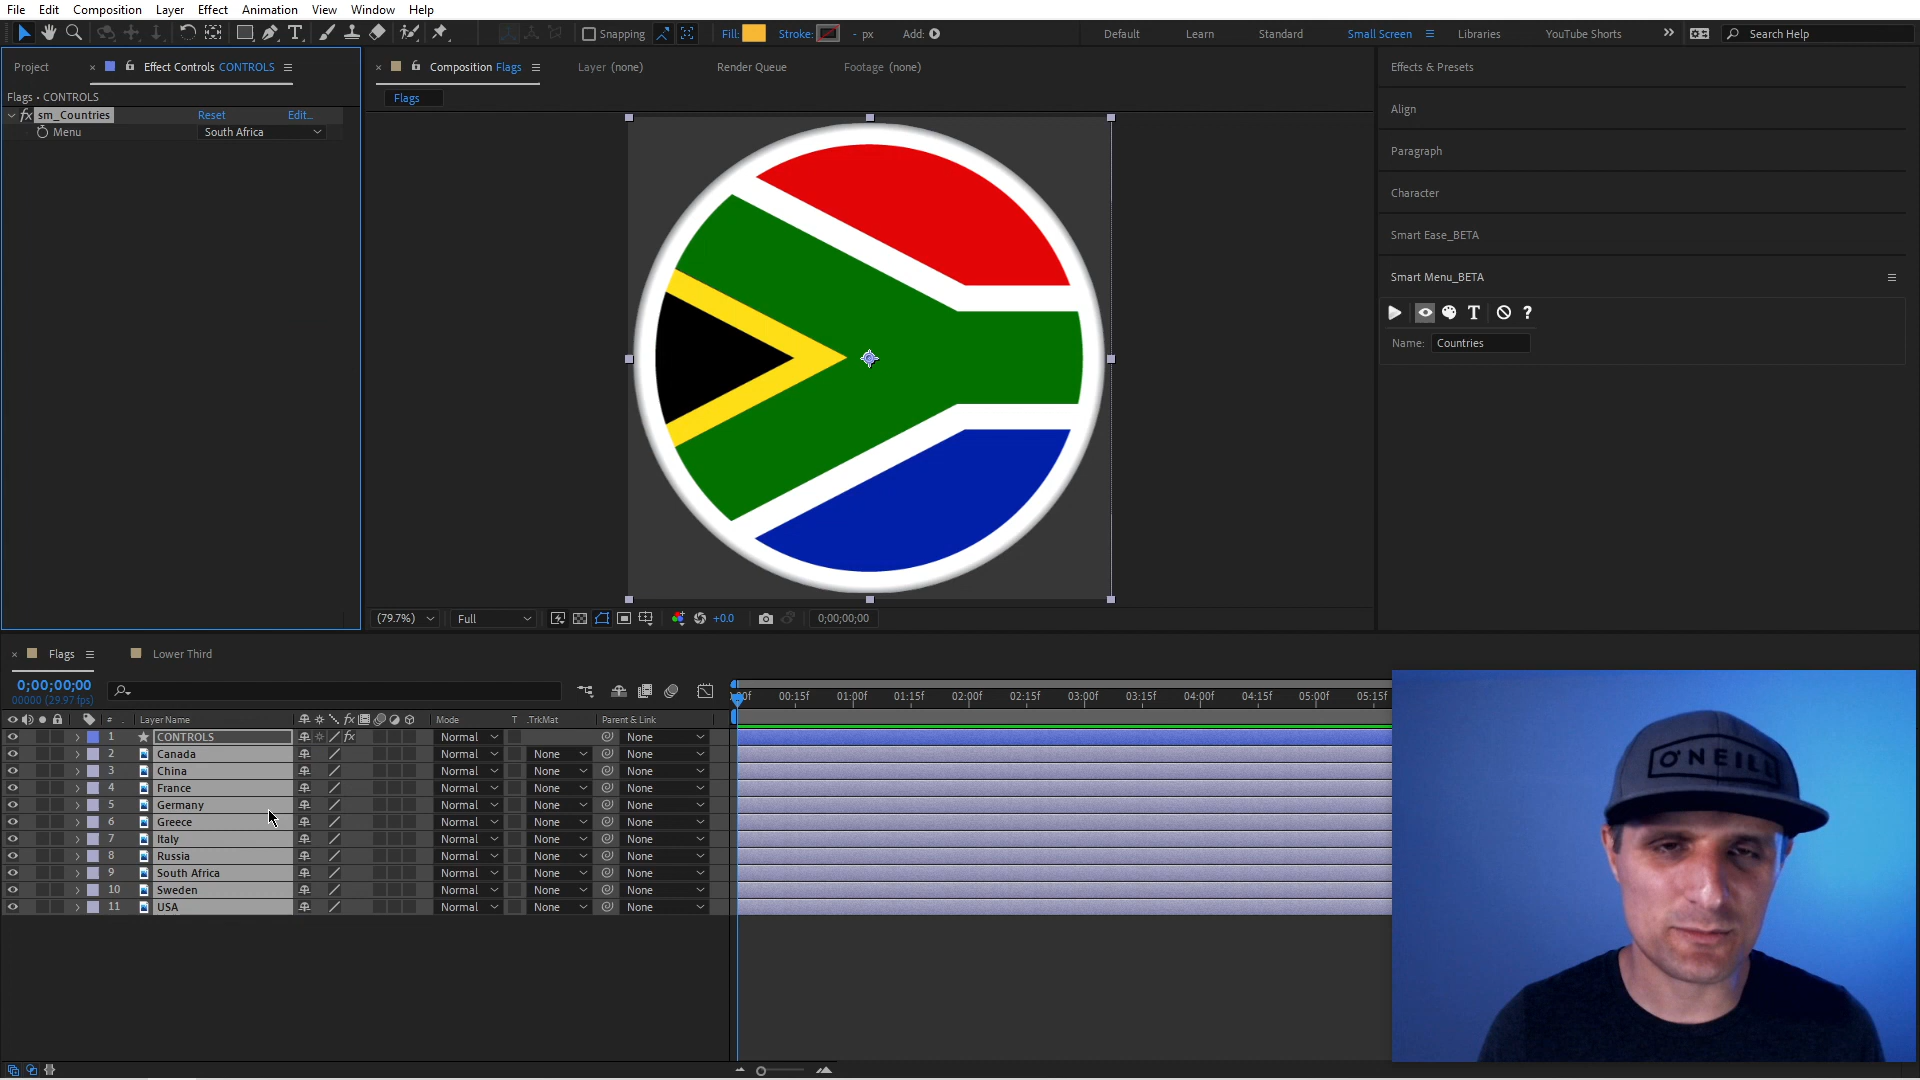 File Edit Composition Layer Effect Animation View Window Help
Snapping Fill: Stroke: - px Add: Default Learn Standard Small Screen Libraries YouTube Shorts Search Help
Project Effect Controls CONTROLS Composition Flags Layer (none) Render Queue Footage (none) Effects & Presets
Flags • CONTROLS Flags
fx sm_Countries Reset Edit...
Menu South Africa
Align
Paragraph
Character
Smart Ease_BETA
Smart Menu_BETA
T ?
Name: Countries
(79.7%) Full +0.0 0;00;00;00
Flags Lower Third
0;00;00;00
00000 (29.97 fps)
00:15f 01:00f 01:15f 02:00f 02:15f 03:00f 03:15f 04:00f 04:15f 05:00f 05:15f
# Layer Name fx Mode T .TrkMat Parent & Link
1 CONTROLS fx Normal None
2 Canada Normal None None
3 China Normal None None
4 France Normal None None
5 Germany Normal None None
6 Greece Normal None None
7 Italy Normal None None
8 Russia Normal None None
9 South Africa Normal None None
10 Sweden Normal None None
11 USA Normal None None
O'NEILL